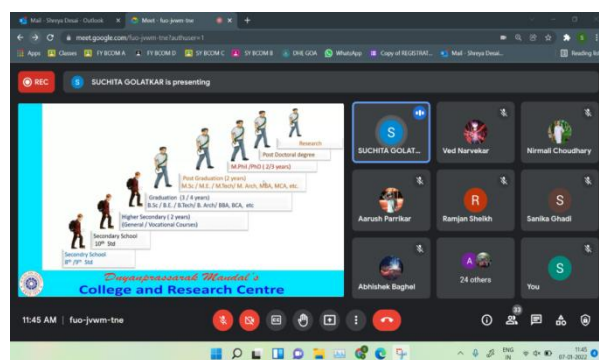 Mail - Shreya Desai - Outlook
Meet - fuo-jvwm-tne
meet.google.com/fuo-jvwm-tne?authuser=1
Apps
Classes
FY BCOM A
FY BCOM D
SY BCOM C
SY BCOM B
DHE GOA
WhatsApp
Copy of REGISTRAT...
Mail - Shreya Desai...
Reading list
REC
S
SUCHITA GOLATKAR is presenting
Research
Post Doctoral degree
M.Phil /PhD ( 2/3 years)
Post Graduation (2 years)
M.Sc / M.E. / M.Tech/ M. Arch, MBA, MCA, etc.
Graduation (3 / 4 years)
B.Sc / B.E. / B.Tech/ B. Arch/ BBA, BCA, etc
Higher Secondary ( 2 years)
(General / Vocational Courses)
Secondary School
10th Std
Secondry School
8th /9th Std
Dnyanprassarak Mandal's
College and Research Centre
S
SUCHITA GOLAT...
Ved Narvekar
Nirmali Choudhary
Aarush Parrikar
R
Ramjan Sheikh
S
Sanika Ghadi
Abhishek Baghel
A
24 others
S
You
11:45 AM | fuo-jvwm-tne
33
ENG
IN
11:45
07-01-2022